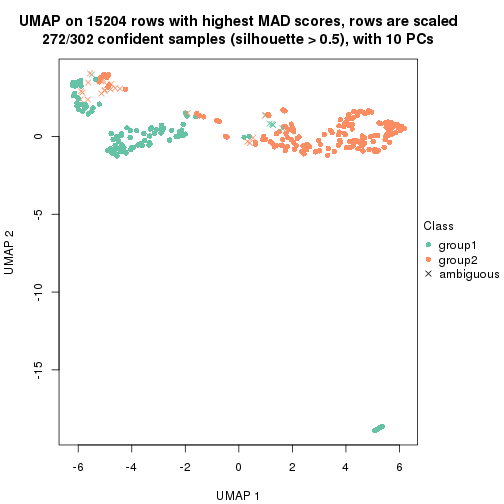 UMAP on 15204 rows with highest MAD scores, rows are scaled
272/302 confident samples (silhouette > 0.5), with 10 PCs
0
-5
-10
-15
UMAP 2
-6
-4
-2
0
2
4
6
UMAP 1
Class
group1
group2
ambiguous